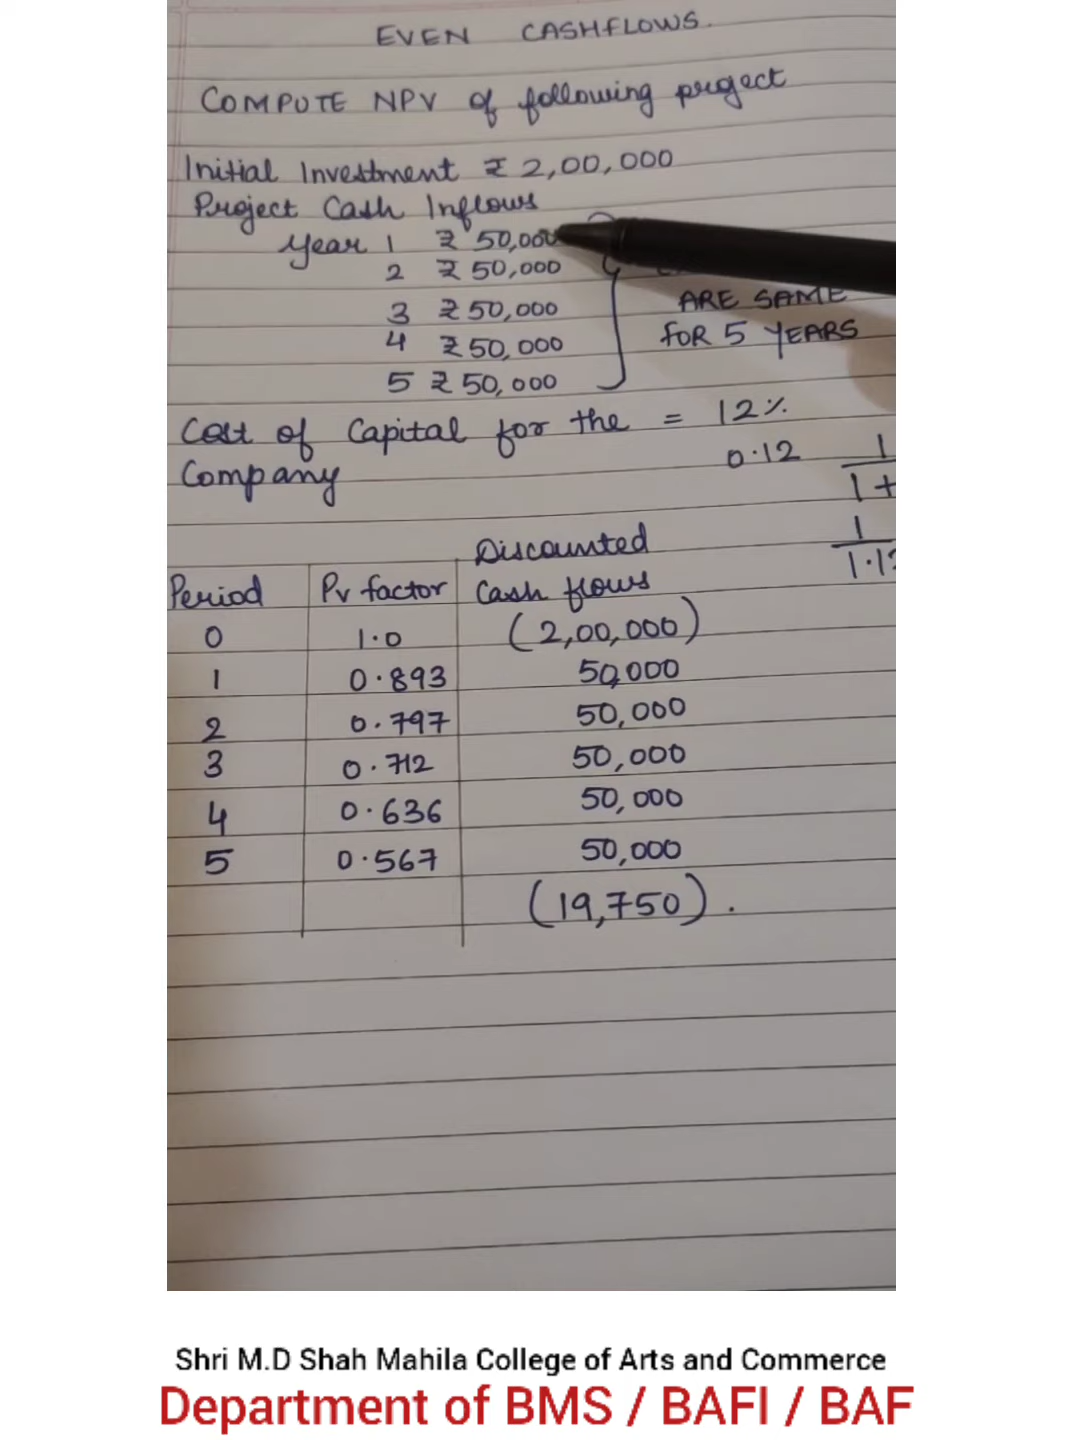 EVEN CASHFLOWS.
COMPUTE NPV of following project
Initial Investment ₹ 2,00,000
Project Cash Inflows
Year 1 ₹ 50,000
2 ₹ 50,000
3 ₹ 50,000
4 ₹ 50,000
5 ₹ 50,000
ARE SAME
FOR 5 YEARS
Cost of Capital for the = 12%
Company
0.12
1
1+
1
1.12
Discounted
Period Pv factor Cash flows
0 1.0 (2,00,000)
1 0.893 50,000
2 0.797 50,000
3 0.712 50,000
4 0.636 50,000
5 0.567 50,000
(19,750).
Shri M.D Shah Mahila College of Arts and Commerce
Department of BMS / BAFI / BAF